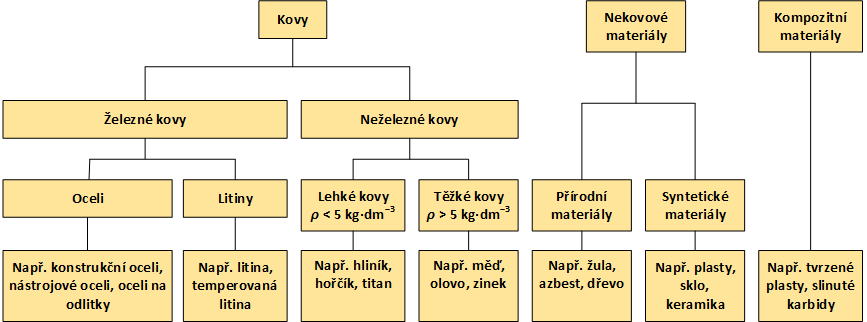 Kovy
Nekovové
materiály
Kompozitní
materiály
Železné kovy
Neželezné kovy
Oceli
Litiny
Lehké kovy
ρ < 5 kg·dm⁻³
Těžké kovy
ρ > 5 kg·dm⁻³
Přírodní
materiály
Syntetické
materiály
Např. konstrukční oceli,
nástrojové oceli, oceli na
odlitky
Např. litina,
temperovaná
litina
Např. hliník,
hořčík, titan
Např. měď,
olovo, zinek
Např. žula,
azbest, dřevo
Např. plasty,
sklo,
keramika
Např. tvrzené
plasty, slinuté
karbidy